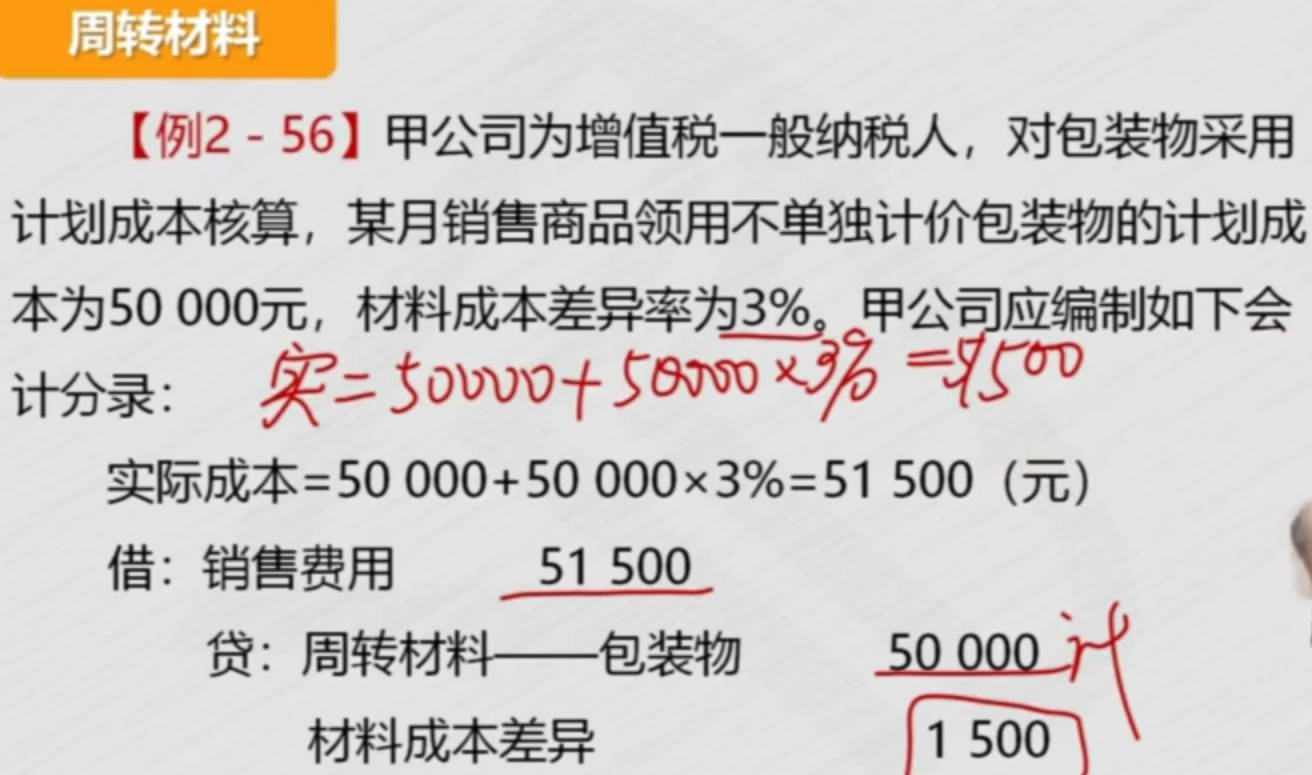 周转材料
【例2-56】甲公司为增值税一般纳税人，对包装物采用
计划成本核算，某月销售商品领用不单独计价包装物的计划成
本为50 000元，材料成本差异率为3%。甲公司应编制如下会
计分录：
实=50000+50000×3%=51500
实际成本=50 000+50 000×3%=51 500（元）
借：销售费用 51 500
贷：周转材料——包装物 50 000 计
材料成本差异 1 500